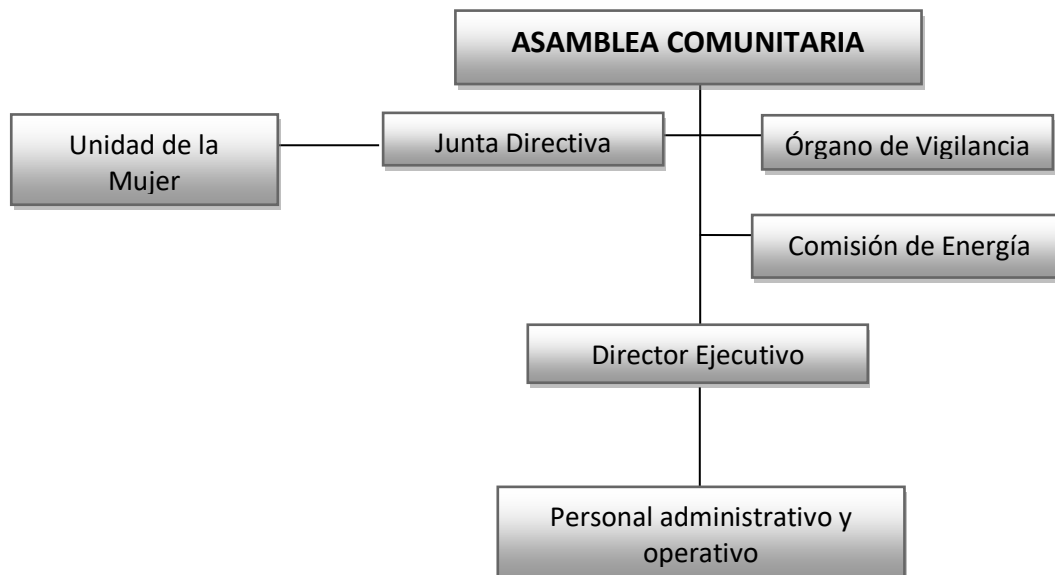 ASAMBLEA COMUNITARIA
Unidad de la
Mujer
Junta Directiva
Órgano de Vigilancia
Comisión de Energía
Director Ejecutivo
Personal administrativo y
operativo